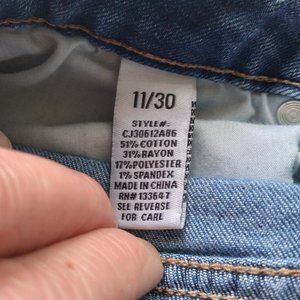 11/30
STYLE#:
CJ30612A86
51% COTTON
31% RAYON
17% POLYESTER
1% SPANDEX
MADE IN CHINA
RN# 133647
SEE REVERSE
FOR CARE